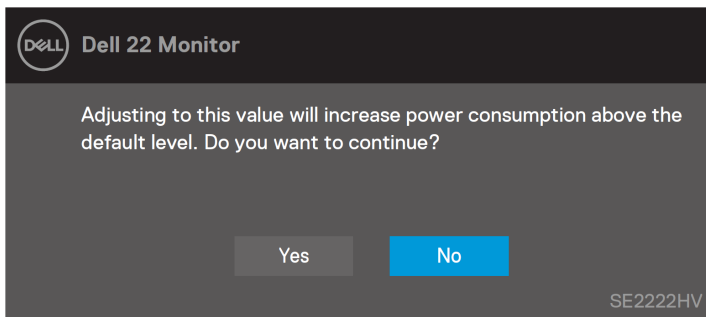 DELL
Dell 22 Monitor
Adjusting to this value will increase power consumption above the
default level. Do you want to continue?
Yes No
SE2222HV